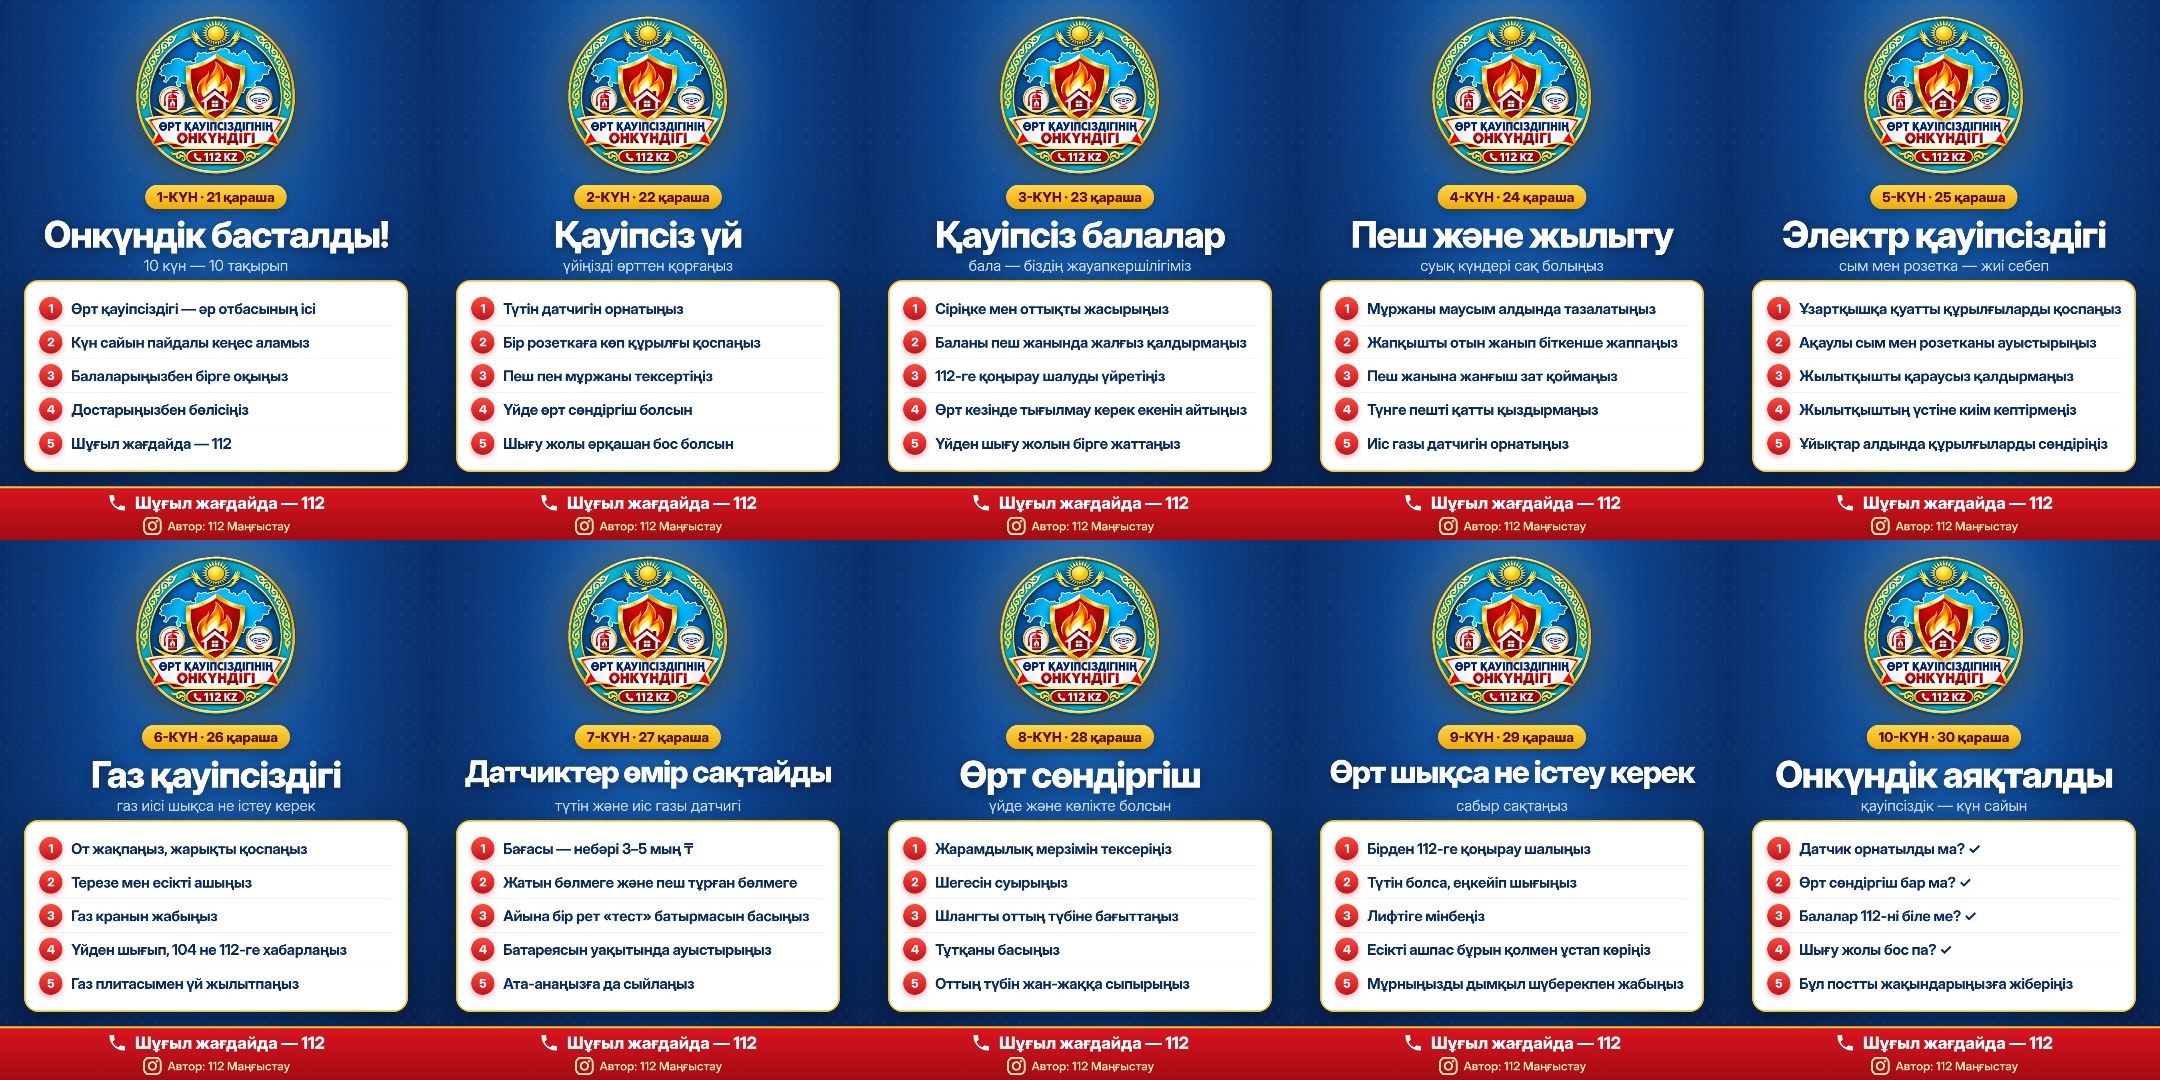 ӨРТ ҚАУІПСІЗДІГІНІҢ
ОНКҮНДІГІ
112 KZ
1-КҮН · 21 қараша
Онкүндік басталды!
10 күн — 10 тақырып
1 Өрт қауіпсіздігі — әр отбасының ісі
2 Күн сайын пайдалы кеңес аламыз
3 Балаларыңызбен бірге оқыңыз
4 Достарыңызбен бөлісіңіз
5 Шұғыл жағдайда — 112
Шұғыл жағдайда — 112
Автор: 112 Маңғыстау
ӨРТ ҚАУІПСІЗДІГІНІҢ
ОНКҮНДІГІ
112 KZ
2-КҮН · 22 қараша
Қауіпсіз үй
үйіңізді өрттен қорғаңыз
1 Түтін датчигін орнатыңыз
2 Бір розеткаға көп құрылғы қоспаңыз
3 Пеш пен мұржаны тексертіңіз
4 Үйде өрт сөндіргіш болсын
5 Шығу жолы әрқашан бос болсын
Шұғыл жағдайда — 112
Автор: 112 Маңғыстау
ӨРТ ҚАУІПСІЗДІГІНІҢ
ОНКҮНДІГІ
112 KZ
3-КҮН · 23 қараша
Қауіпсіз балалар
бала — біздің жауапкершілігіміз
1 Сіріңке мен оттықты жасырыңыз
2 Баланы пеш жанында жалғыз қалдырмаңыз
3 112-ге қоңырау шалуды үйретіңіз
4 Өрт кезінде тығылмау керек екенін айтыңыз
5 Үйден шығу жолын бірге жаттаңыз
Шұғыл жағдайда — 112
Автор: 112 Маңғыстау
ӨРТ ҚАУІПСІЗДІГІНІҢ
ОНКҮНДІГІ
112 KZ
4-КҮН · 24 қараша
Пеш және жылыту
суық күндері сақ болыңыз
1 Мұржаны маусым алдында тазалатыңыз
2 Жапқышты отын жанып біткенше жаппаңыз
3 Пеш жанына жанғыш зат қоймаңыз
4 Түнге пешті қатты қыздырмаңыз
5 Иіс газы датчигін орнатыңыз
Шұғыл жағдайда — 112
Автор: 112 Маңғыстау
ӨРТ ҚАУІПСІЗДІГІНІҢ
ОНКҮНДІГІ
112 KZ
5-КҮН · 25 қараша
Электр қауіпсіздігі
сым мен розетка — жиі себеп
1 Ұзартқышқа қуатты құрылғыларды қоспаңыз
2 Ақаулы сым мен розетканы ауыстырыңыз
3 Жылытқышты қараусыз қалдырмаңыз
4 Жылытқыштың үстіне киім кептірмеңіз
5 Ұйықтар алдында құрылғыларды сөндіріңіз
Шұғыл жағдайда — 112
Автор: 112 Маңғыстау
ӨРТ ҚАУІПСІЗДІГІНІҢ
ОНКҮНДІГІ
112 KZ
6-КҮН · 26 қараша
Газ қауіпсіздігі
газ иісі шықса не істеу керек
1 От жақпаңыз, жарықты қоспаңыз
2 Терезе мен есікті ашыңыз
3 Газ кранын жабыңыз
4 Үйден шығып, 104 не 112-ге хабарлаңыз
5 Газ плитасымен үй жылытпаңыз
Шұғыл жағдайда — 112
Автор: 112 Маңғыстау
ӨРТ ҚАУІПСІЗДІГІНІҢ
ОНКҮНДІГІ
112 KZ
7-КҮН · 27 қараша
Датчиктер өмір сақтайды
түтін және иіс газы датчигі
1 Бағасы — небәрі 3–5 мың ₸
2 Жатын бөлмеге және пеш тұрған бөлмеге
3 Айына бір рет «тест» батырмасын басыңыз
4 Батареясын уақытында ауыстырыңыз
5 Ата-анаңызға да сыйлаңыз
Шұғыл жағдайда — 112
Автор: 112 Маңғыстау
ӨРТ ҚАУІПСІЗДІГІНІҢ
ОНКҮНДІГІ
112 KZ
8-КҮН · 28 қараша
Өрт сөндіргіш
үйде және көлікте болсын
1 Жарамдылық мерзімін тексеріңіз
2 Шегесін суырыңыз
3 Шлангты оттың түбіне бағыттаңыз
4 Тұтқаны басыңыз
5 Оттың түбін жан-жаққа сыпырыңыз
Шұғыл жағдайда — 112
Автор: 112 Маңғыстау
ӨРТ ҚАУІПСІЗДІГІНІҢ
ОНКҮНДІГІ
112 KZ
9-КҮН · 29 қараша
Өрт шықса не істеу керек
сабыр сақтаңыз
1 Бірден 112-ге қоңырау шалыңыз
2 Түтін болса, еңкейіп шығыңыз
3 Лифтіге мінбеңіз
4 Есікті ашпас бұрын қолмен ұстап көріңіз
5 Мұрныңызды дымқыл шүберекпен жабыңыз
Шұғыл жағдайда — 112
Автор: 112 Маңғыстау
ӨРТ ҚАУІПСІЗДІГІНІҢ
ОНКҮНДІГІ
112 KZ
10-КҮН · 30 қараша
Онкүндік аяқталды
қауіпсіздік — күн сайын
1 Датчик орнатылды ма? ✓
2 Өрт сөндіргіш бар ма? ✓
3 Балалар 112-ні біле ме? ✓
4 Шығу жолы бос па? ✓
5 Бұл постты жақындарыңызға жіберіңіз
Шұғыл жағдайда — 112
Автор: 112 Маңғыстау